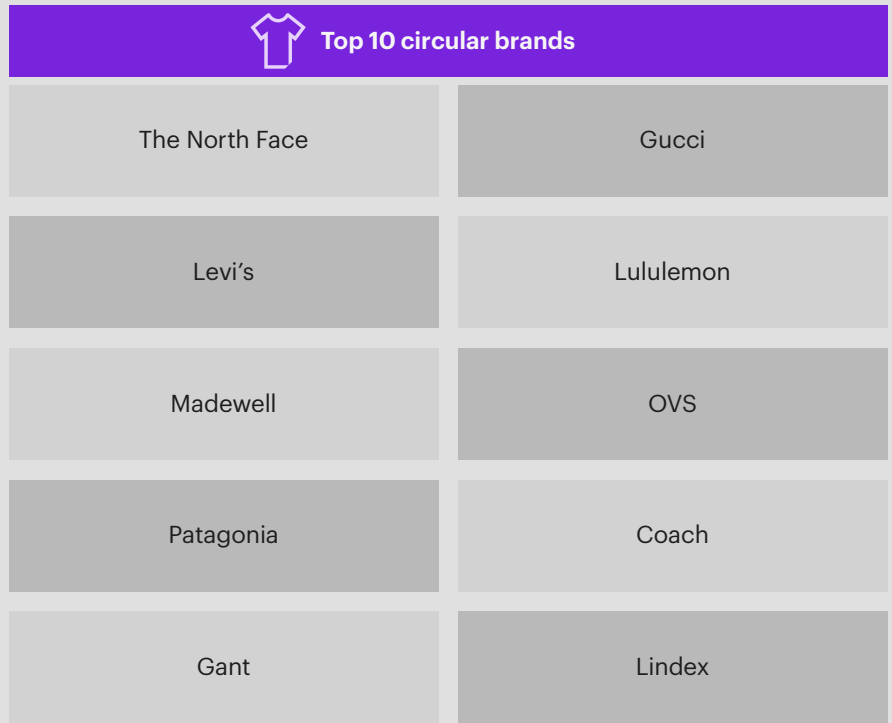 Top 10 circular brands
The North Face
Gucci
Levi’s
Lululemon
Madewell
OVS
Patagonia
Coach
Gant
Lindex